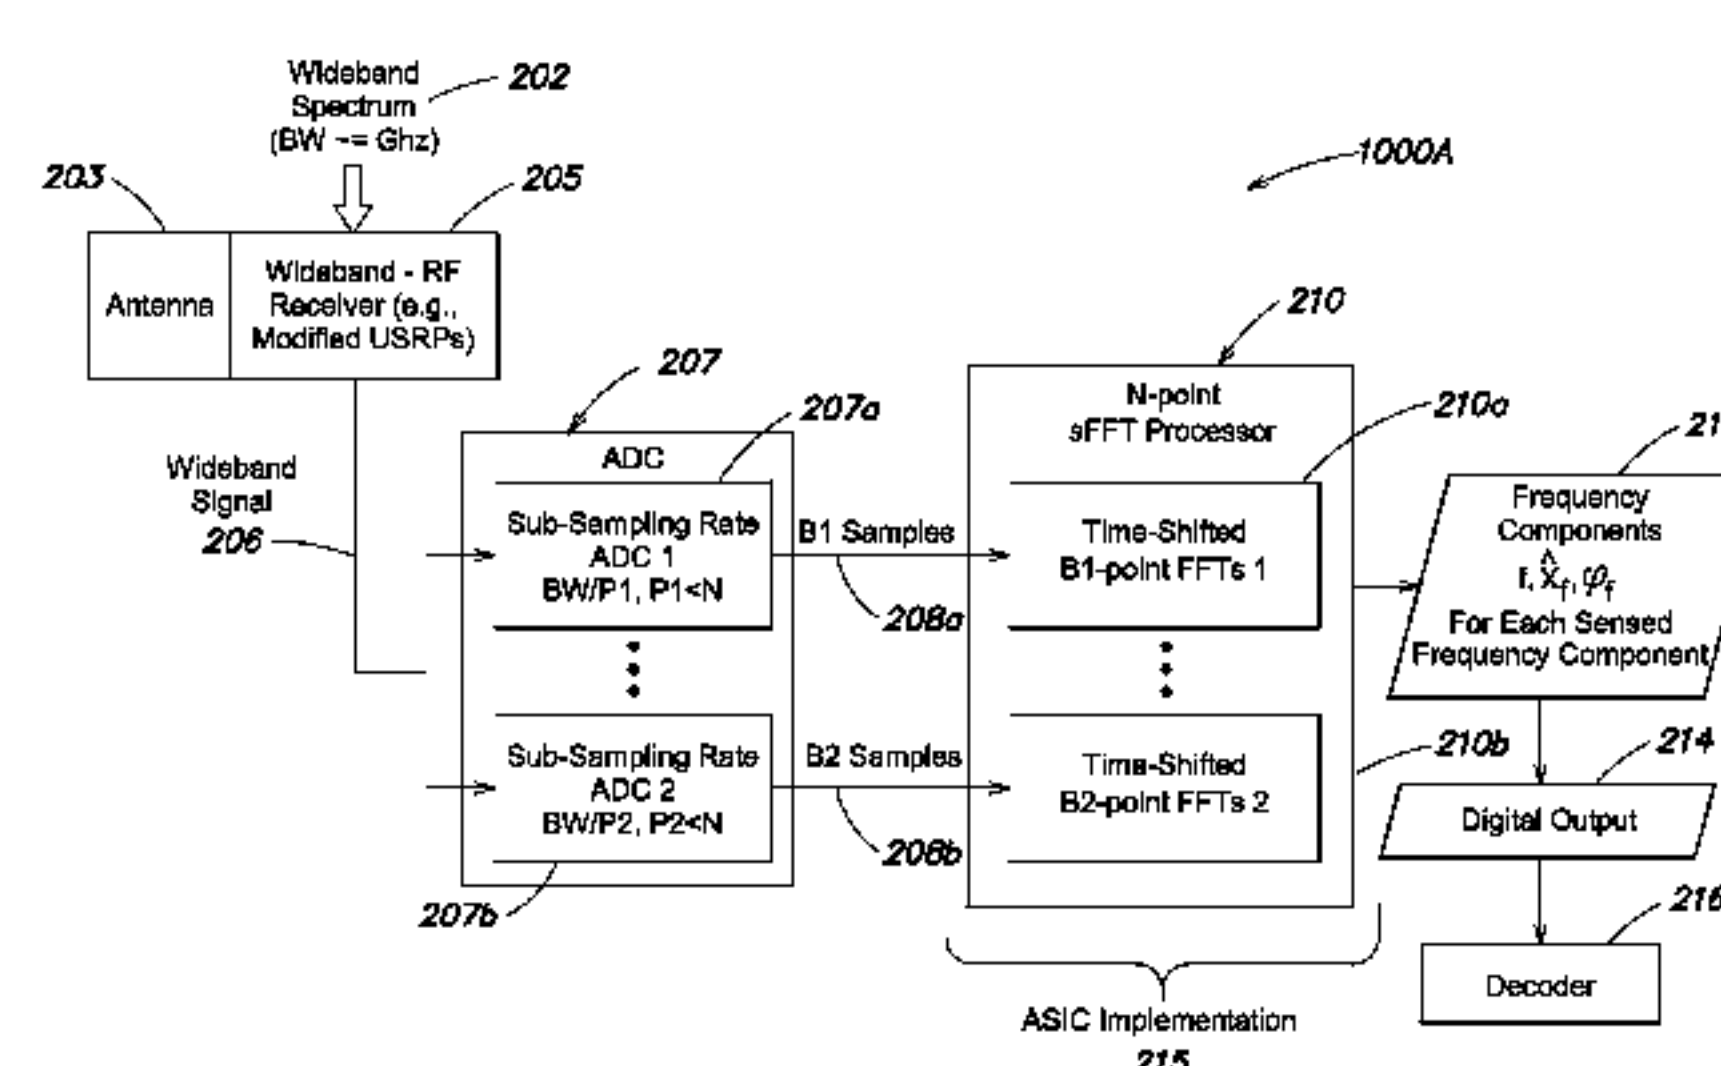 Wideband
Spectrum
(BW ~= Ghz)
202
203
205
1000A
Antenna
Wideband - RF
Receiver (e.g.,
Modified USRPs)
207
207a
210
210a
Wideband
Signal
206
ADC
Sub-Sampling Rate
ADC 1
BW/P1, P1<N
B1 Samples
208a
Sub-Sampling Rate
ADC 2
BW/P2, P2<N
B2 Samples
208b
207b
N-point
sFFT Processor
Time-Shifted
B1-point FFTs 1
Time-Shifted
B2-point FFTs 2
210b
Frequency
Components
f, X̂f, φf
For Each Sensed
Frequency Component
214
Digital Output
216
Decoder
ASIC Implementation
215